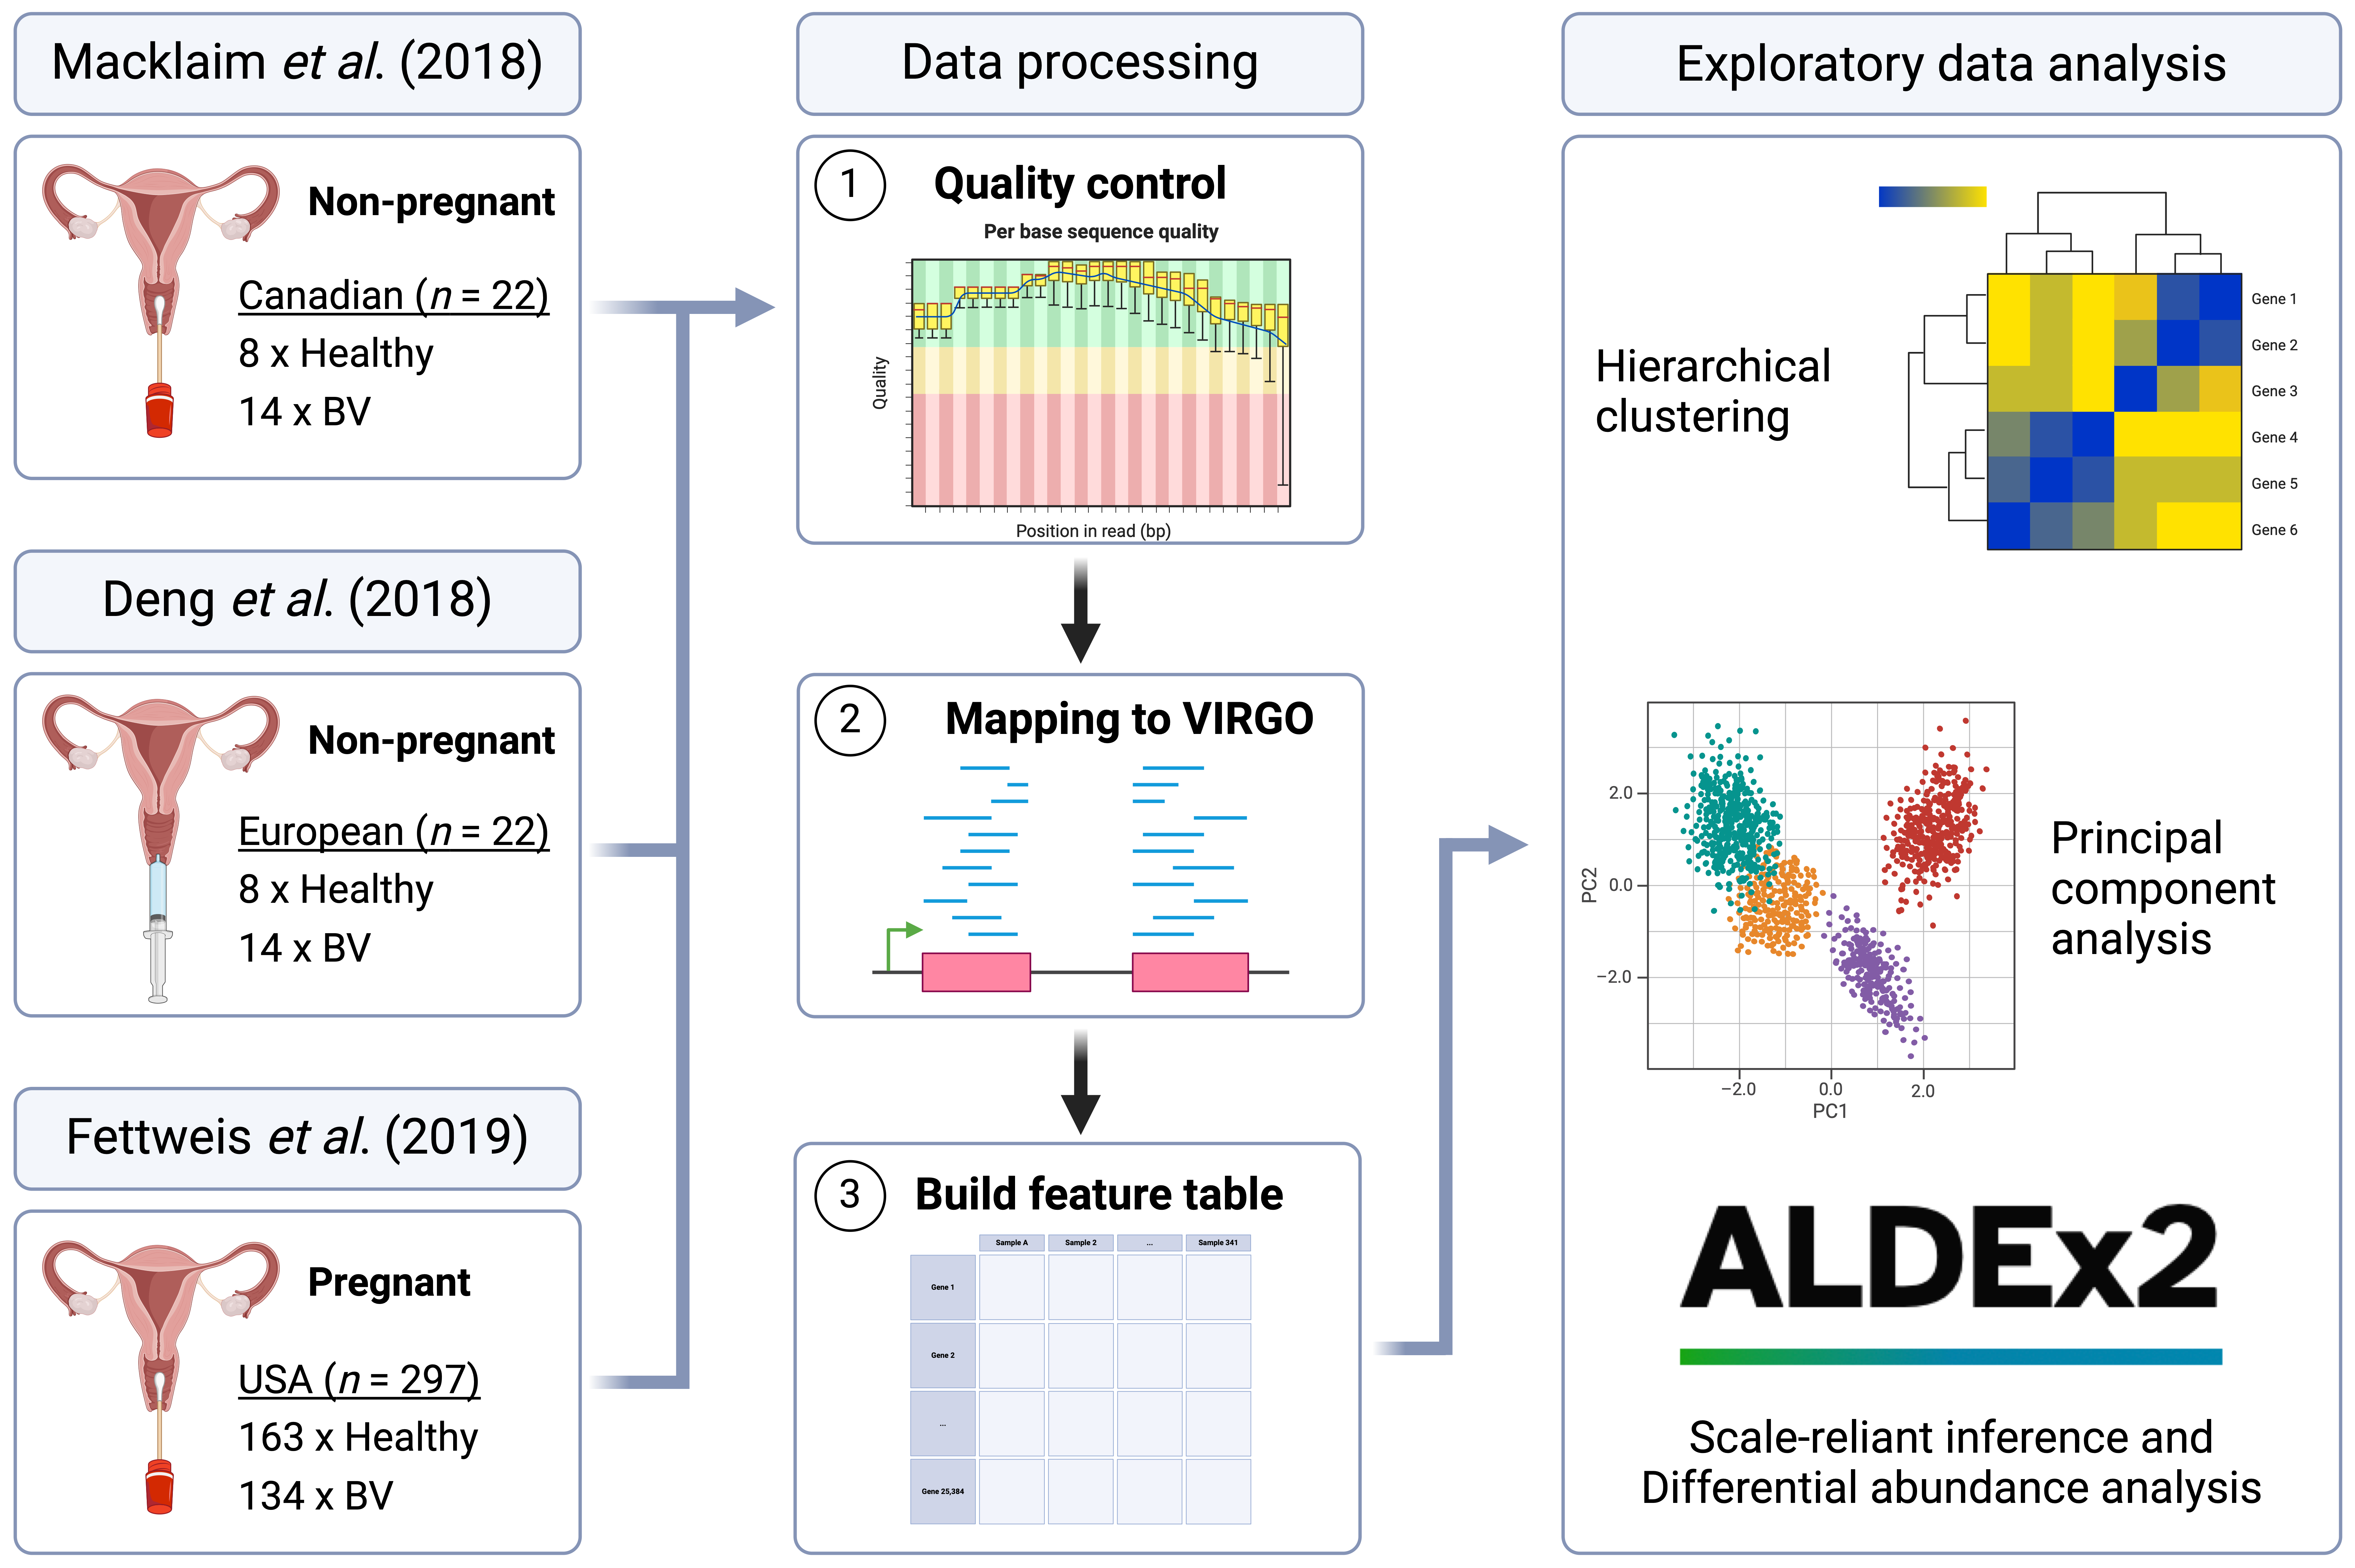 Macklaim et al. (2018)
Non-pregnant
Canadian (n = 22)
8 x Healthy
14 x BV
Deng et al. (2018)
Non-pregnant
European (n = 22)
8 x Healthy
14 x BV
Fettweis et al. (2019)
Pregnant
USA (n = 297)
163 x Healthy
134 x BV
Data processing
1
Quality control
Per base sequence quality
Quality
Position in read (bp)
2
Mapping to VIRGO
3
Build feature table
Sample A
Sample 2
...
Sample 341
Gene 1
Gene 2
...
Gene 25,384
Exploratory data analysis
Hierarchical
clustering
Gene 1
Gene 2
Gene 3
Gene 4
Gene 5
Gene 6
2.0
0.0
−2.0
PC2
−2.0
0.0
2.0
PC1
Principal
component
analysis
ALDEx2
Scale-reliant inference and
Differential abundance analysis